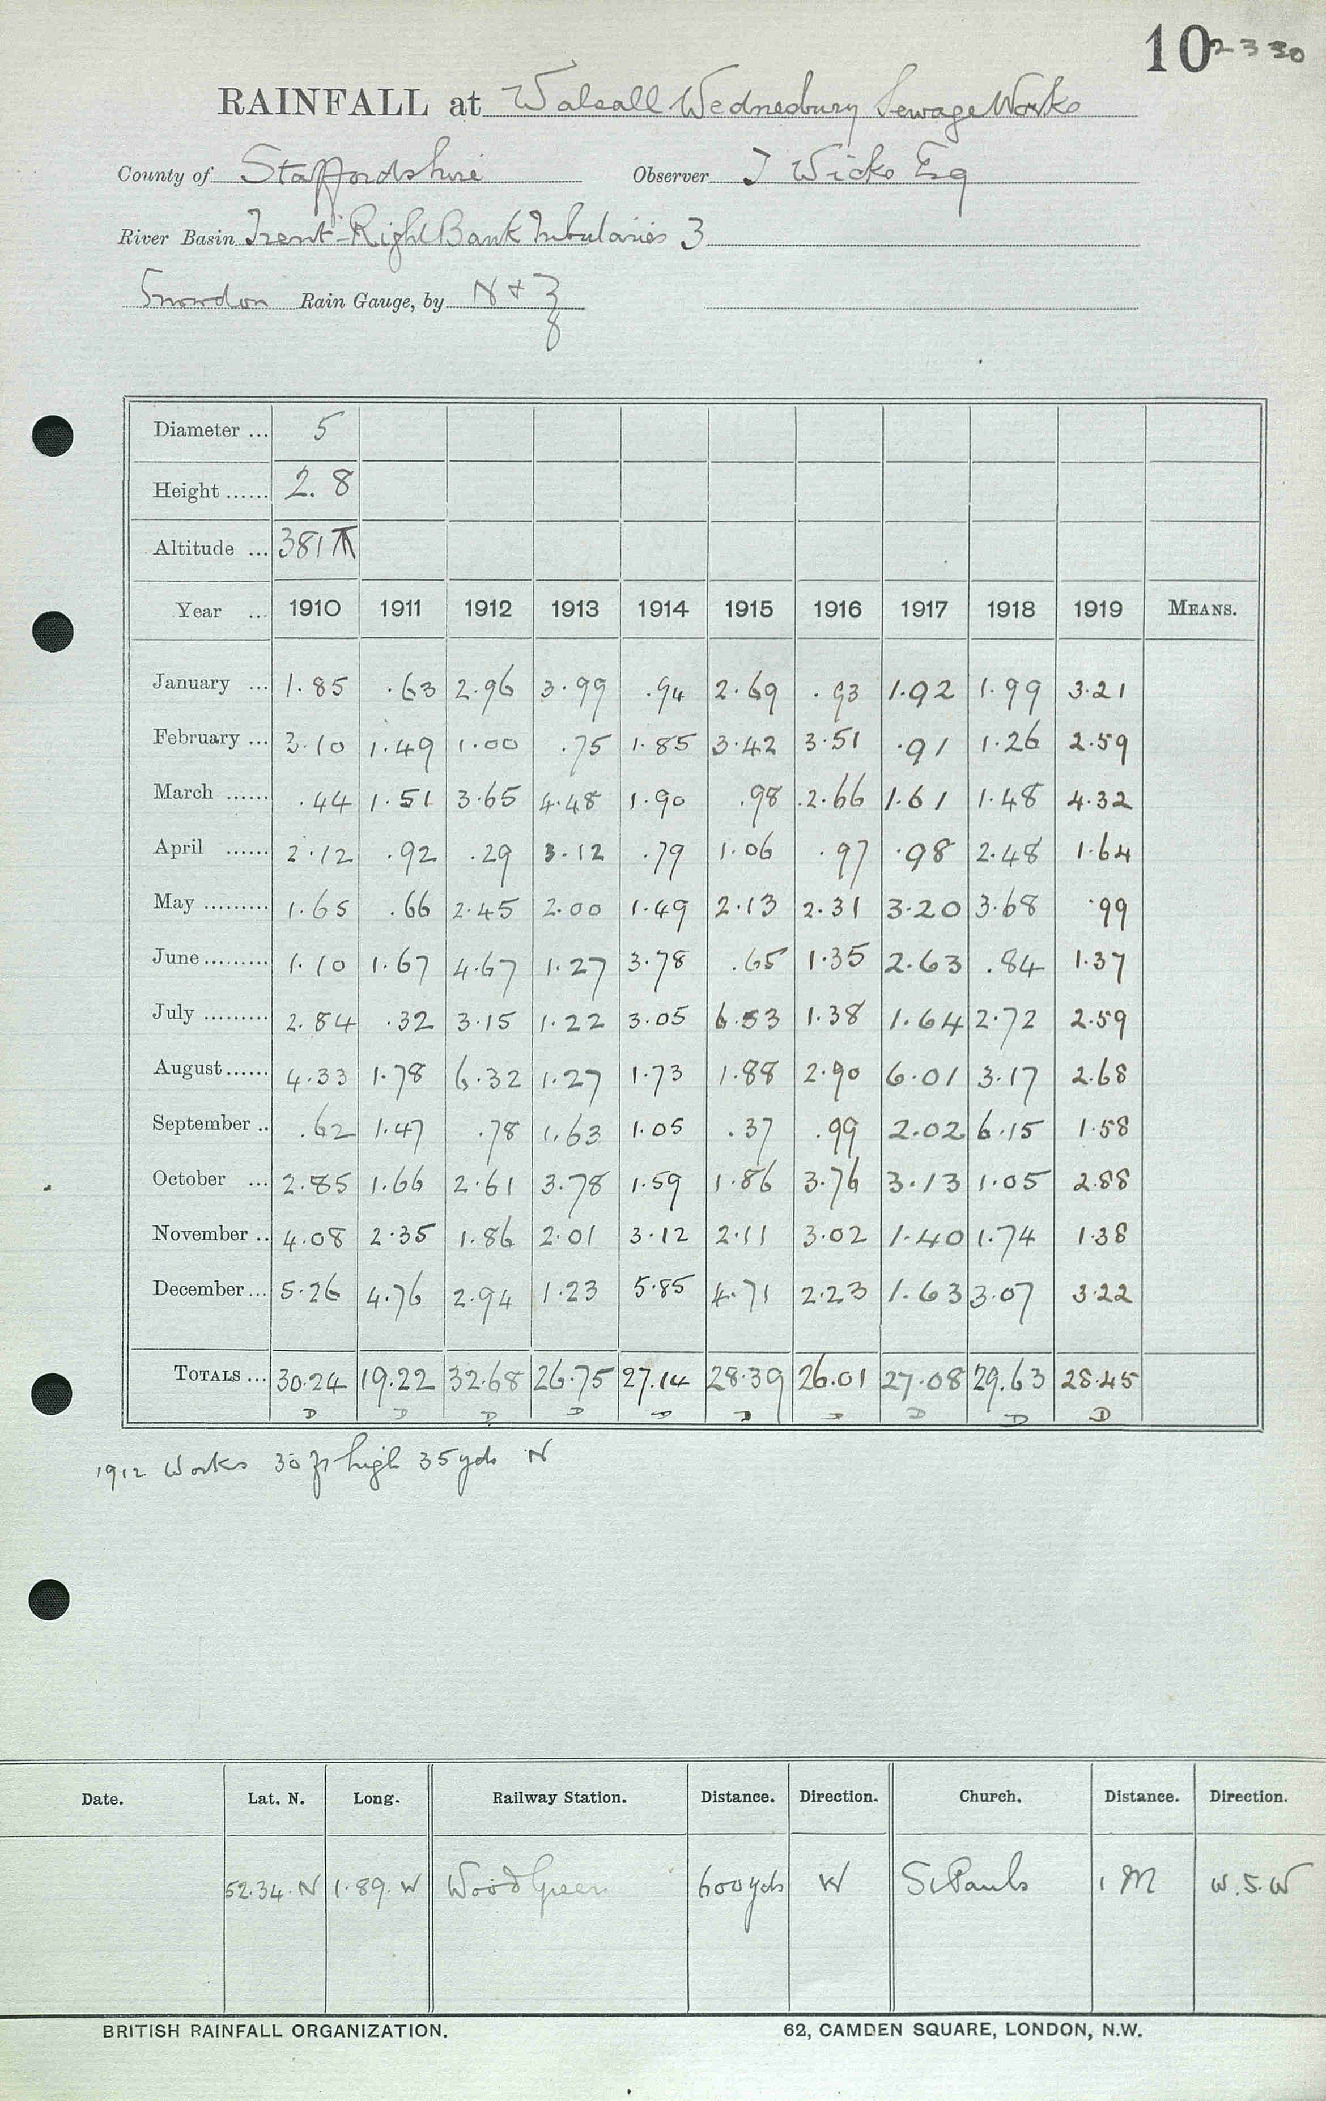 10 2330
RAINFALL at Walsall Wednesbury Sewage Works
County of Staffordshire Observer J Wicks Esq
River Basin Trent-Right Bank Tributaries 3
Snowdon Rain Gauge, by N + Z
Diameter ... 5
Height ...... 2.8
Altitude ... 381
Year ... 1910 1911 1912 1913 1914 1915 1916 1917 1918 1919 MEANS.
January ... 1.85 .63 2.96 3.99 .94 2.69 .93 1.92 1.99 3.21
February ... 3.10 1.49 1.00 .75 1.85 3.42 3.51 .91 1.26 2.59
March ...... .44 1.51 3.65 4.48 1.90 .98 2.66 1.61 1.48 4.32
April ...... 2.12 .92 .29 3.12 .79 1.06 .97 .98 2.48 1.64
May ......... 1.65 .66 2.45 2.00 1.49 2.13 2.31 3.20 3.68 .99
June ......... 1.10 1.67 4.67 1.27 3.78 .65 1.35 2.63 .84 1.37
July ......... 2.84 .32 3.15 1.22 3.05 6.53 1.38 1.64 2.72 2.59
August ...... 4.33 1.78 6.32 1.27 1.73 1.88 2.90 6.01 3.17 2.68
September .. .62 1.47 .78 1.63 1.05 .37 .99 2.02 6.15 1.58
October ... 2.85 1.66 2.61 3.78 1.59 1.86 3.76 3.13 1.05 2.88
November .. 4.08 2.35 1.86 2.01 3.12 2.11 3.02 1.40 1.74 1.38
December ... 5.26 4.76 2.94 1.23 5.85 4.71 2.23 1.63 3.07 3.22
TOTALS ... 30.24 19.22 32.68 26.75 27.14 28.39 26.01 27.08 29.63 28.45
D D D D D D D D D D
1912 Works 30 ft high 35 yds N
Date. Lat. N. Long. Railway Station. Distance. Direction. Church. Distance. Direction.
52.34.N 1.89.W Wood Green 600 yds W St Pauls 1 M W.S.W
BRITISH RAINFALL ORGANIZATION. 62, CAMDEN SQUARE, LONDON, N.W.